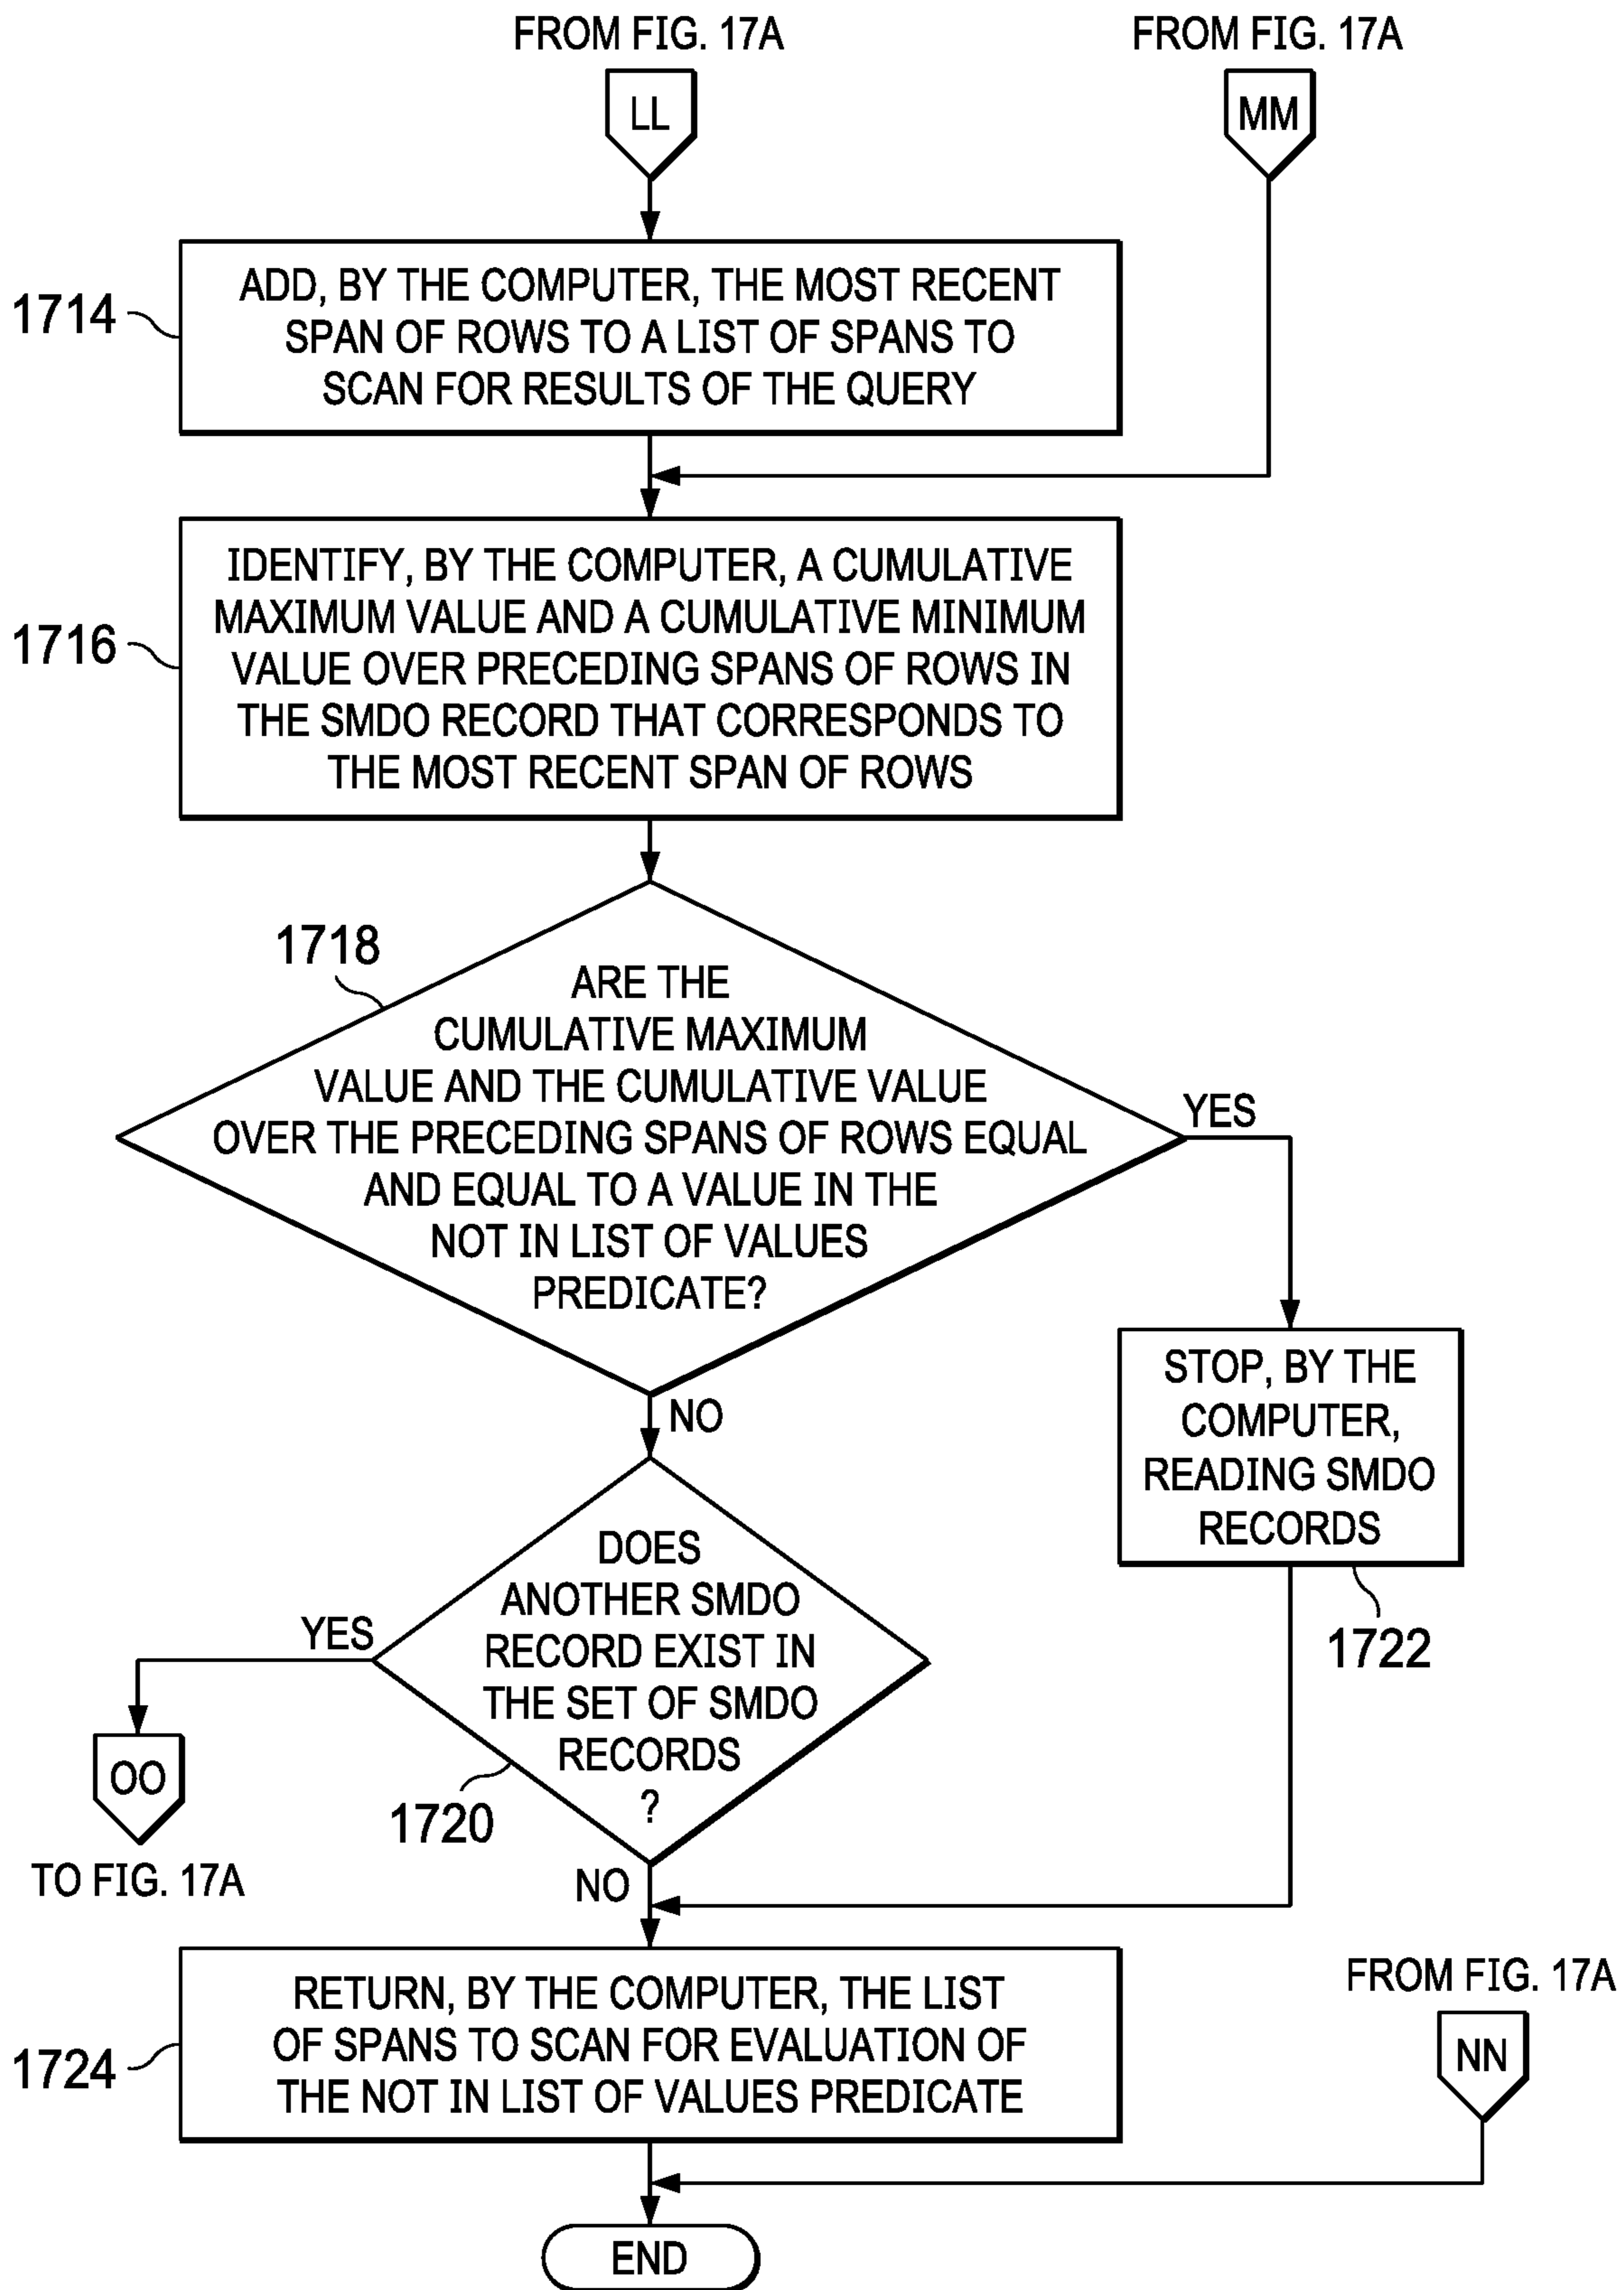 FROM FIG. 17A
FROM FIG. 17A
LL
MM
1714
ADD, BY THE COMPUTER, THE MOST RECENT
SPAN OF ROWS TO A LIST OF SPANS TO
SCAN FOR RESULTS OF THE QUERY
1716
IDENTIFY, BY THE COMPUTER, A CUMULATIVE
MAXIMUM VALUE AND A CUMULATIVE MINIMUM
VALUE OVER PRECEDING SPANS OF ROWS IN
THE SMDO RECORD THAT CORRESPONDS TO
THE MOST RECENT SPAN OF ROWS
1718
ARE THE
CUMULATIVE MAXIMUM
VALUE AND THE CUMULATIVE VALUE
OVER THE PRECEDING SPANS OF ROWS EQUAL
AND EQUAL TO A VALUE IN THE
NOT IN LIST OF VALUES
PREDICATE?
YES
NO
STOP, BY THE
COMPUTER,
READING SMDO
RECORDS
1722
DOES
ANOTHER SMDO
RECORD EXIST IN
THE SET OF SMDO
RECORDS
?
YES
1720
OO
TO FIG. 17A
NO
1724
RETURN, BY THE COMPUTER, THE LIST
OF SPANS TO SCAN FOR EVALUATION OF
THE NOT IN LIST OF VALUES PREDICATE
FROM FIG. 17A
NN
END